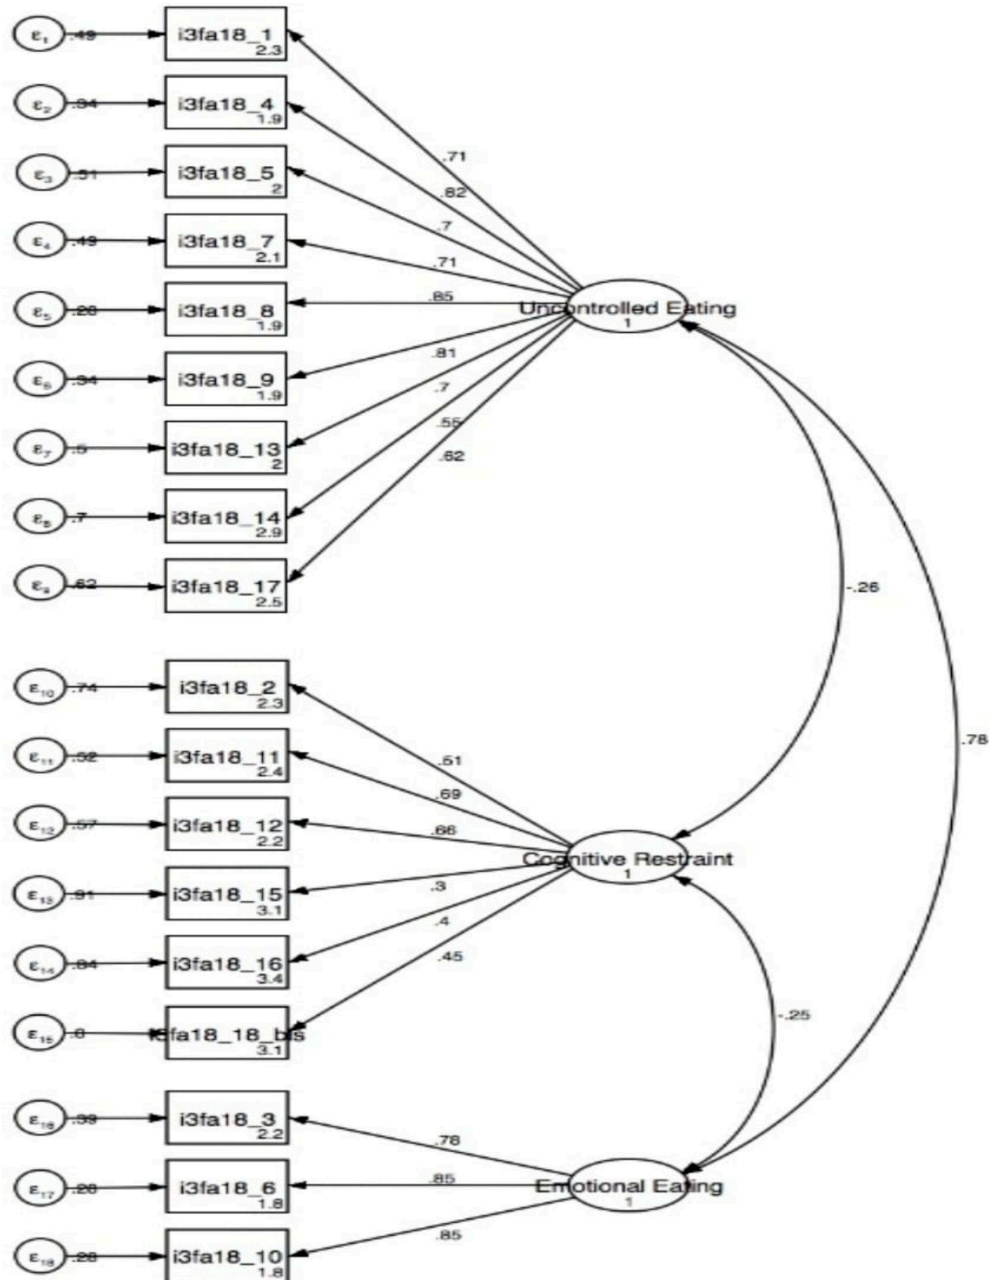 ε₁ .49 i3fa18_1 2.3
ε₂ .34 i3fa18_4 1.9
ε₃ .51 i3fa18_5 2
ε₄ .49 i3fa18_7 2.1
ε₅ .28 i3fa18_8 1.9
ε₆ .34 i3fa18_9 1.9
ε₇ .5 i3fa18_13 2
ε₈ .7 i3fa18_14 2.9
ε₉ .62 i3fa18_17 2.5
.71
.82
.7
.71
.85
.81
.7
.55
.62
Uncontrolled Eating
1
-.26
.78
ε₁₀ .74 i3fa18_2 2.3
ε₁₁ .52 i3fa18_11 2.4
ε₁₂ .57 i3fa18_12 2.2
ε₁₃ .91 i3fa18_15 3.1
ε₁₄ .84 i3fa18_16 3.4
ε₁₅ .8 i3fa18_18_bis 3.1
.51
.69
.66
.3
.4
.45
Cognitive Restraint
1
-.25
ε₁₆ .39 i3fa18_3 2.2
ε₁₇ .28 i3fa18_6 1.8
ε₁₈ .28 i3fa18_10 1.8
.78
.85
.85
Emotional Eating
1